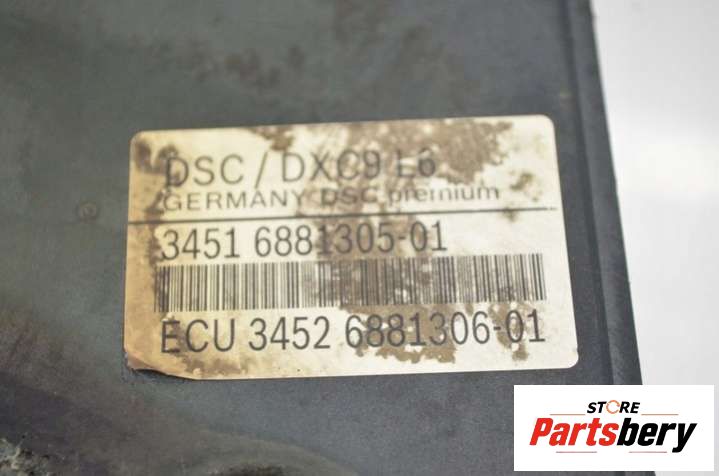 DSC / DXC9 L6
GERMANY DSC premium
3451 6881305-01
ECU 3452 6881306-01
STORE
Partsbery